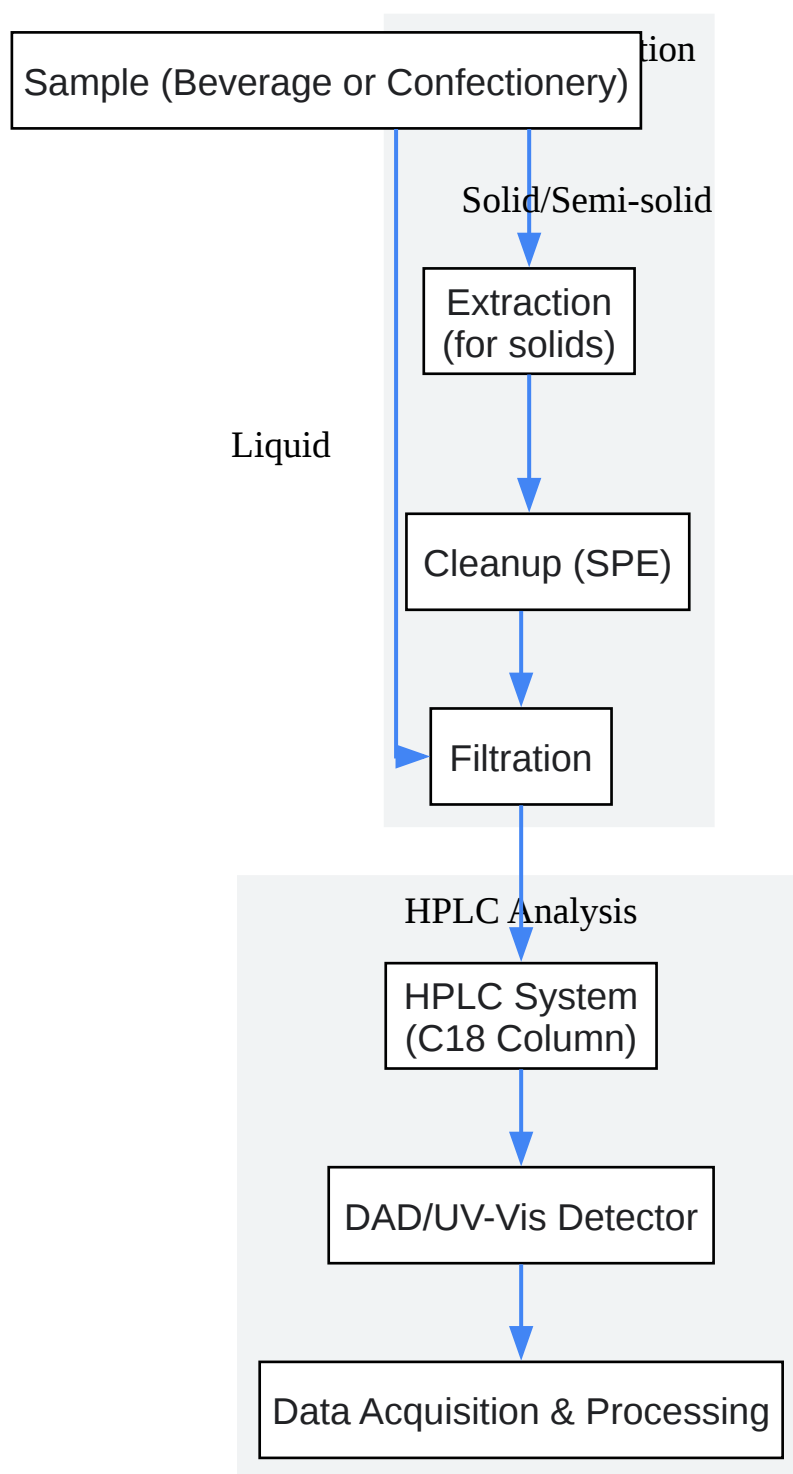 tion
Sample (Beverage or Confectionery)
Solid/Semi-solid
Extraction
(for solids)
Liquid
Cleanup (SPE)
Filtration
HPLC Analysis
HPLC System
(C18 Column)
DAD/UV-Vis Detector
Data Acquisition & Processing